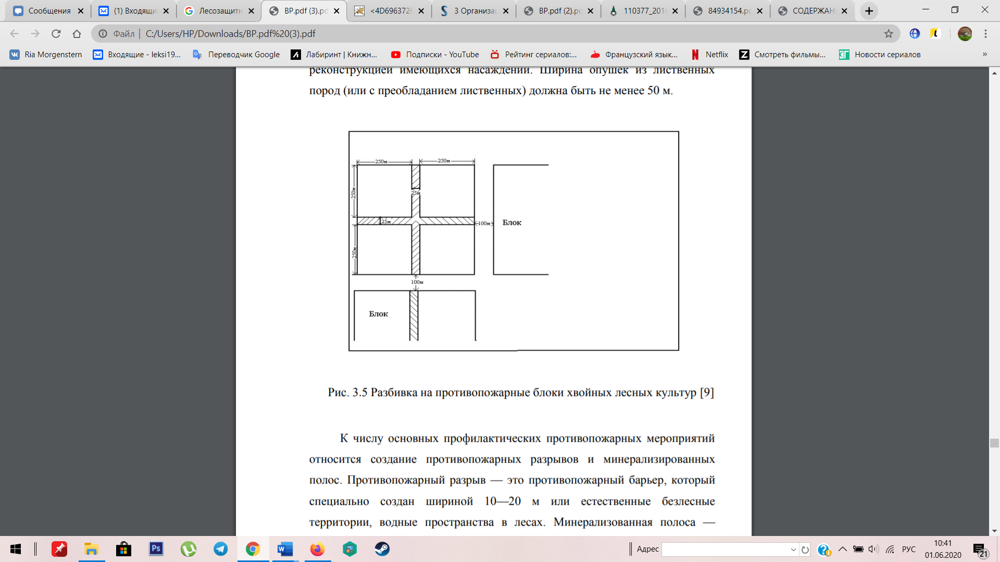 Сообщения
(1) Входящи
Лесозащитн
BP.pdf (3).pd
<4D6963726
3 Организа
BP.pdf (2).pd
110377_201
84934154.pd
СОДЕРЖАН
Файл | C:/Users/HP/Downloads/BP.pdf%20(3).pdf
Ria Morgenstern
Входящие - leksi19...
Переводчик Google
Лабиринт | Книжн...
Подписки - YouTube
Рейтинг сериалов:...
Французский язык...
Netflix
Смотреть фильмы...
Новости сериалов
»
реконструкцией имеющихся насаждений. Ширина опушек из лиственных
пород (или с преобладанием лиственных) должна быть не менее 50 м.
250м
250м
250м
25м
25м
100м
Блок
250м
100м
Блок
Рис. 3.5 Разбивка на противопожарные блоки хвойных лесных культур [9]
К числу основных профилактических противопожарных мероприятий
относится создание противопожарных разрывов и минерализированных
полос. Противопожарный разрыв — это противопожарный барьер, который
специально создан шириной 10—20 м или естественные безлесные
территории, водные пространства в лесах. Минерализованная полоса —
Адрес
РУС
10:41
01.06.2020
21